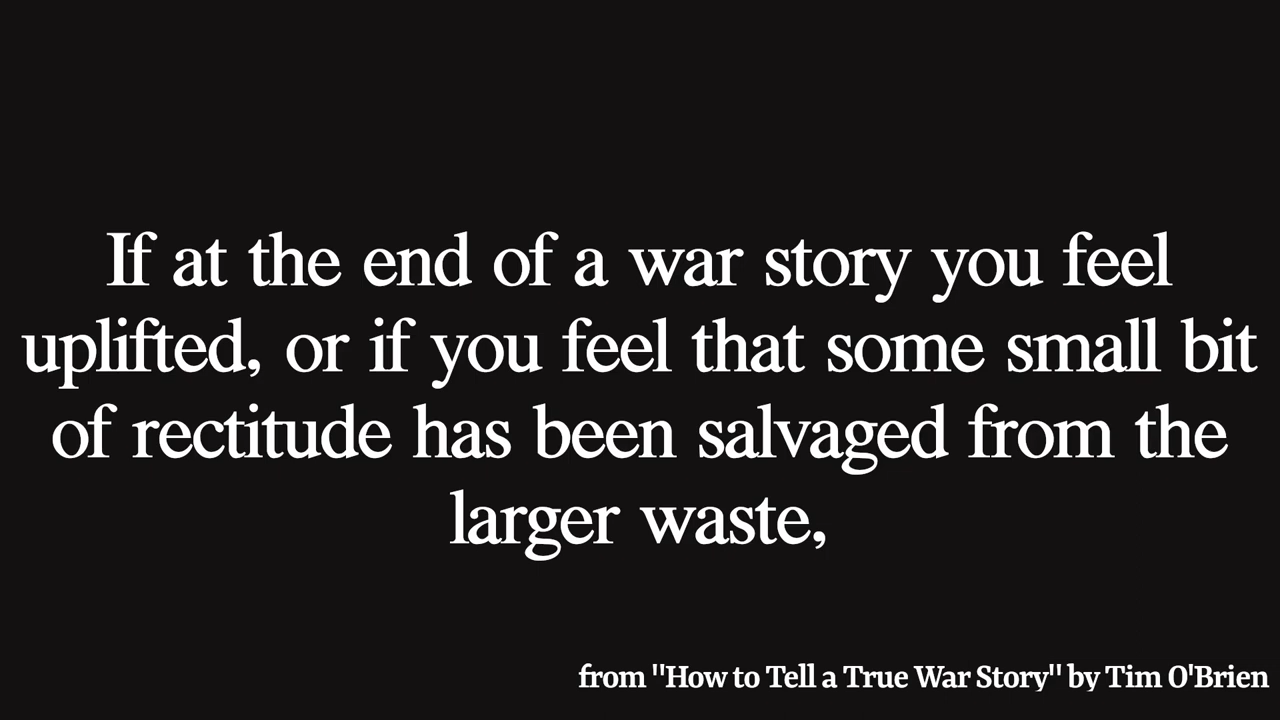 If at the end of a war story you feel
uplifted, or if you feel that some small bit
of rectitude has been salvaged from the
larger waste,
from "How to Tell a True War Story" by Tim O'Brien